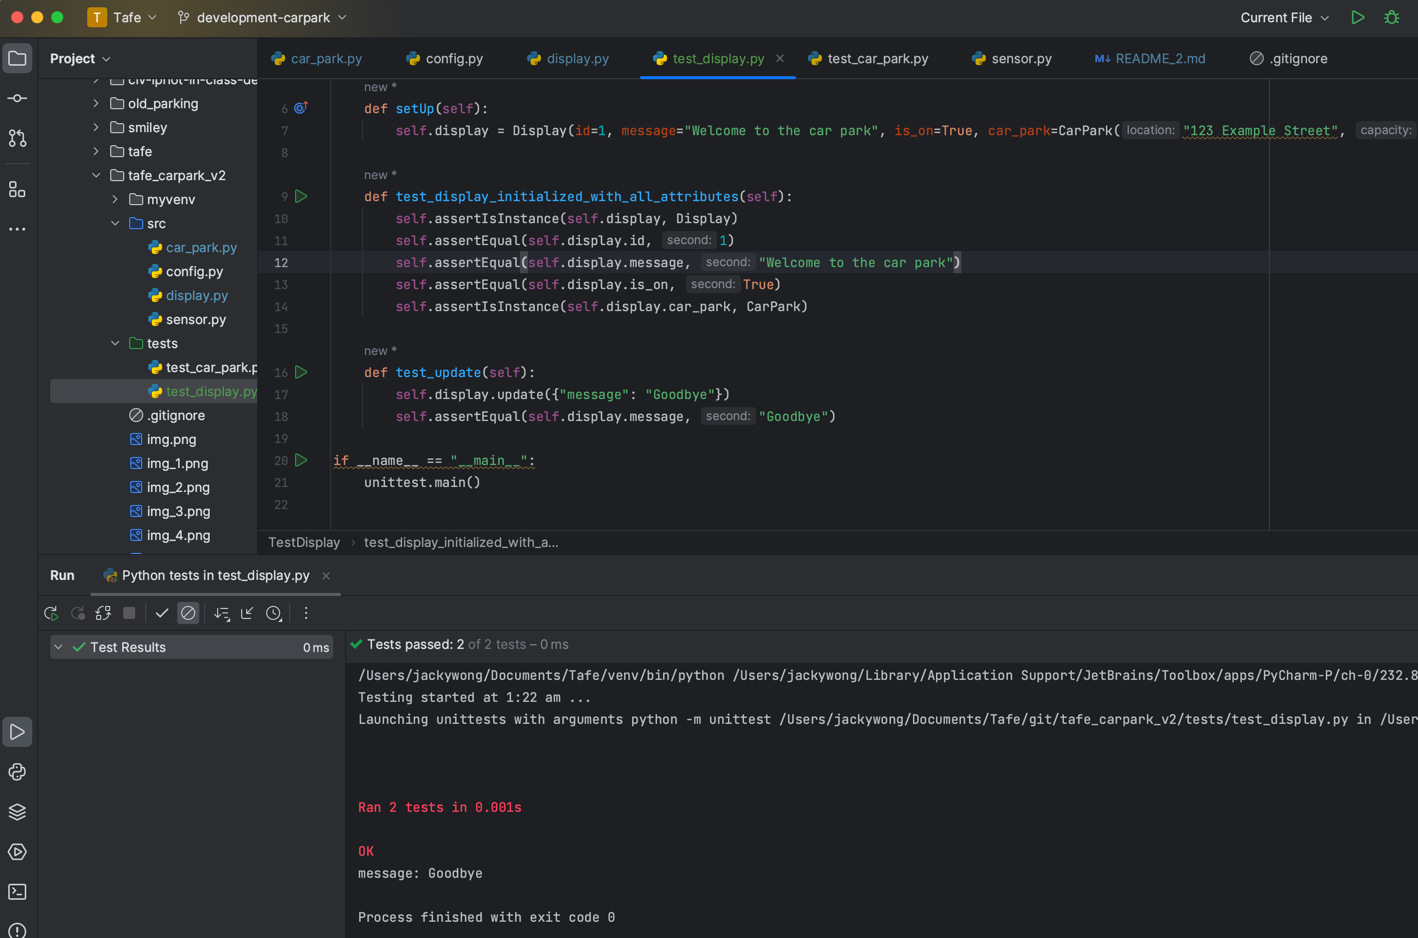 T Tafe development-carpark Current File
Project car_park.py config.py display.py test_display.py test_car_park.py sensor.py M↓ README_2.md .gitignore
old_parking
smiley
tafe
tafe_carpark_v2
myvenv
src
car_park.py
config.py
display.py
sensor.py
tests
test_car_park.p
test_display.py
.gitignore
img.png
img_1.png
img_2.png
img_3.png
img_4.png
new *
6 def setUp(self):
7 self.display = Display(id=1, message="Welcome to the car park", is_on=True, car_park=CarPark( location: "123 Example Street", capacity:
8
new *
9 def test_display_initialized_with_all_attributes(self):
10 self.assertIsInstance(self.display, Display)
11 self.assertEqual(self.display.id, second: 1)
12 self.assertEqual(self.display.message, second: "Welcome to the car park")
13 self.assertEqual(self.display.is_on, second: True)
14 self.assertIsInstance(self.display.car_park, CarPark)
15
new *
16 def test_update(self):
17 self.display.update({"message": "Goodbye"})
18 self.assertEqual(self.display.message, second: "Goodbye")
19
20 if __name__ == "__main__":
21 unittest.main()
22
TestDisplay › test_display_initialized_with_a...
Run Python tests in test_display.py
Test Results 0 ms
Tests passed: 2 of 2 tests – 0 ms
/Users/jackywong/Documents/Tafe/venv/bin/python /Users/jackywong/Library/Application Support/JetBrains/Toolbox/apps/PyCharm-P/ch-0/232.8
Testing started at 1:22 am ...
Launching unittests with arguments python -m unittest /Users/jackywong/Documents/Tafe/git/tafe_carpark_v2/tests/test_display.py in /User
Ran 2 tests in 0.001s
OK
message: Goodbye
Process finished with exit code 0